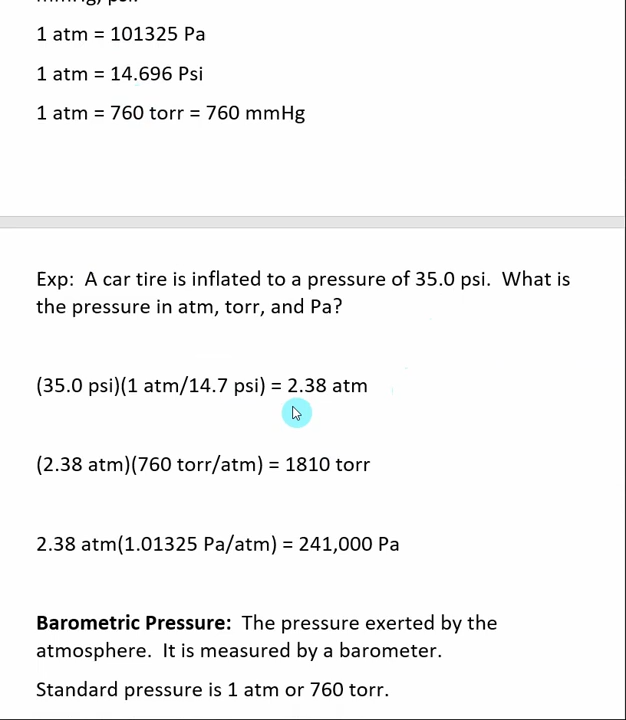 1 atm = 101325 Pa
1 atm = 14.696 Psi
1 atm = 760 torr = 760 mmHg
Exp: A car tire is inflated to a pressure of 35.0 psi. What is
the pressure in atm, torr, and Pa?
(35.0 psi)(1 atm/14.7 psi) = 2.38 atm
(2.38 atm)(760 torr/atm) = 1810 torr
2.38 atm(1.01325 Pa/atm) = 241,000 Pa
Barometric Pressure: The pressure exerted by the
atmosphere. It is measured by a barometer.
Standard pressure is 1 atm or 760 torr.